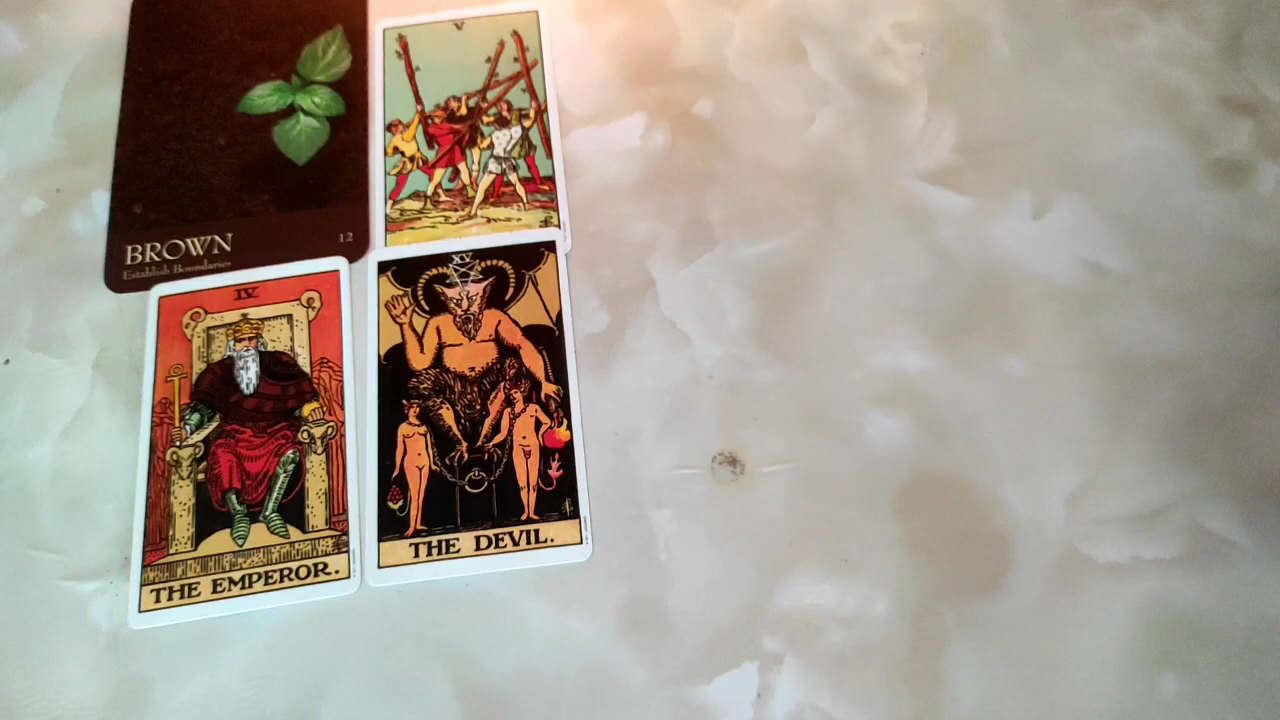 V
BROWN
12
Establish Boundaries
IV
THE EMPEROR.
XV
THE DEVIL.